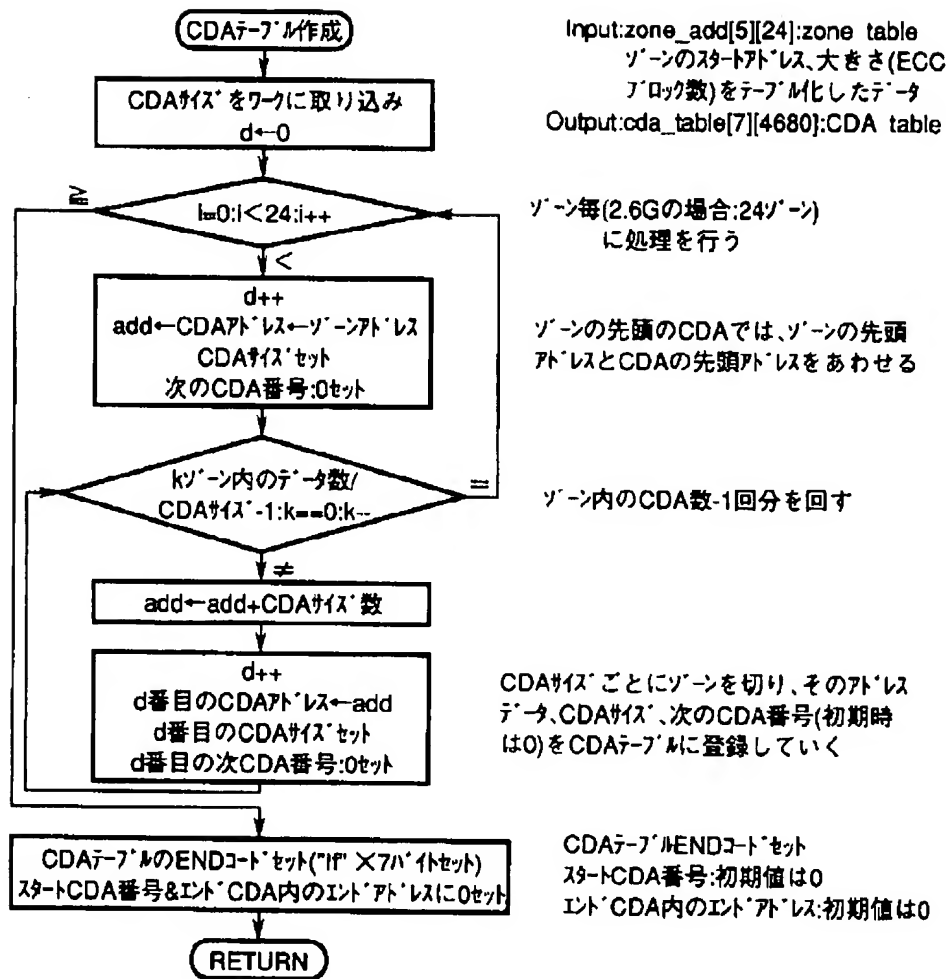 CDAテーブル作成
Input:zone_add[5][24]:zone table
ゾーンのスタートアドレス、大きさ(ECC
ブロック数)をテーブル化したデータ
Output:cda_table[7][4680}:CDA table
CDAサイズをワークに取り込み
d←0
≧
i=0:i<24:i++
<
ゾーン毎(2.6Gの場合:24ゾーン)
に処理を行う
d++
add←CDAアドレス←ゾーンアドレス
CDAサイズセット
次のCDA番号:0セット
ゾーンの先頭のCDAでは、ゾーンの先頭
アドレスとCDAの先頭アドレスをあわせる
kゾーン内のデータ数/
CDAサイズ-1:k==0:k--
=
≠
ゾーン内のCDA数-1回分を回す
add←add+CDAサイズ数
d++
d番目のCDAアドレス←add
d番目のCDAサイズセット
d番目の次CDA番号:0セット
CDAサイズごとにゾーンを切り、そのアドレス
データ、CDAサイズ、次のCDA番号(初期時
は0)をCDAテーブルに登録していく
CDAテーブルのENDコードセット("ff" ×7バイトセット)
スタートCDA番号&エンドCDA内のエンドアドレスに0セット
CDAテーブルENDコードセット
スタートCDA番号:初期値は0
エンドCDA内のエンドアドレス:初期値は0
RETURN